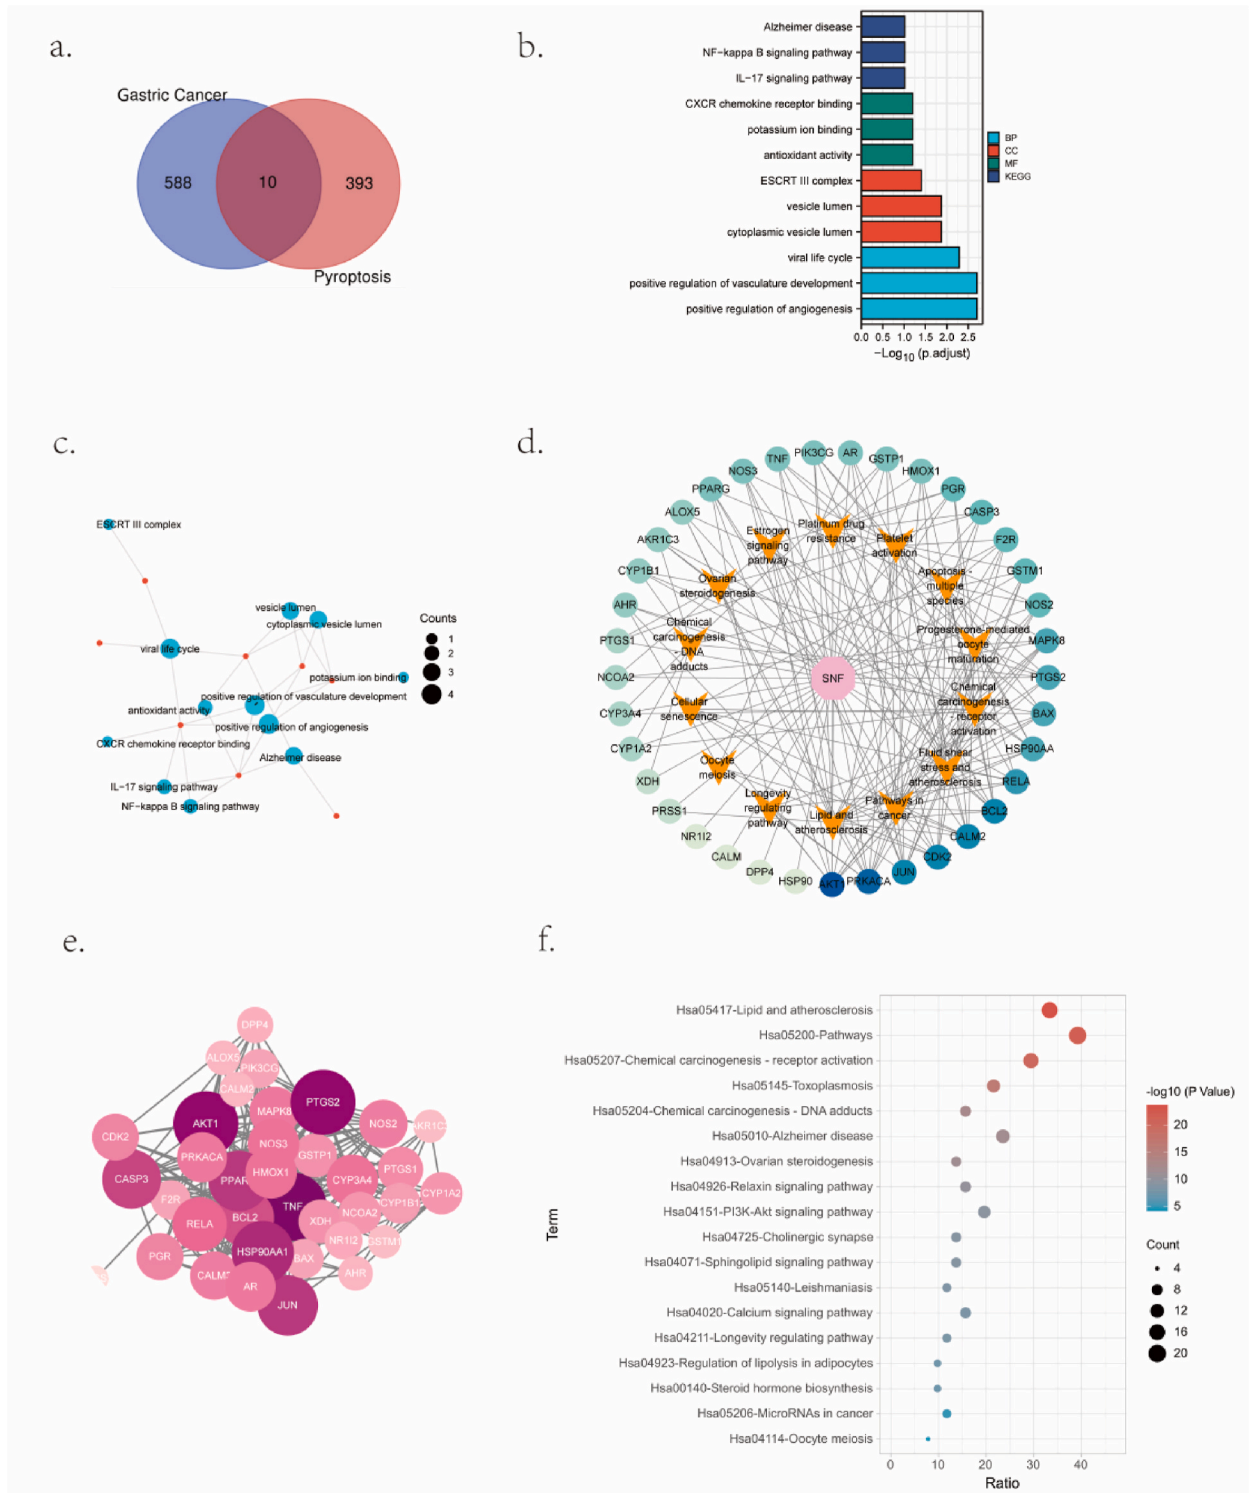 a.
Gastric Cancer
588
10
393
Pyroptosis
b.
Alzheimer disease
NF−kappa B signaling pathway
IL−17 signaling pathway
CXCR chemokine receptor binding
potassium ion binding
antioxidant activity
ESCRT III complex
vesicle lumen
cytoplasmic vesicle lumen
viral life cycle
positive regulation of vasculature development
positive regulation of angiogenesis
0.0 0.5 1.0 1.5 2.0 2.5
−Log10 (p.adjust)
BP
CC
MF
KEGG
c.
ESCRT III complex
vesicle lumen
cytoplasmic vesicle lumen
viral life cycle
potassium ion binding
positive regulation of vasculature development
antioxidant activity
positive regulation of angiogenesis
CXCR chemokine receptor binding
Alzheimer disease
IL-17 signaling pathway
NF-kappa B signaling pathway
Counts
1
2
3
4
d.
PIK3CG
AR
GSTP1
HMOX1
PGR
CASP3
F2R
GSTM1
NOS2
MAPK8
PTGS2
BAX
HSP90AA
RELA
BCL2
CALM2
CDK2
JUN
PRKACA
AKT1
HSP90
DPP4
CALM
NR1I2
PRSS1
XDH
CYP1A2
CYP3A4
NCOA2
PTGS1
AHR
CYP1B1
AKR1C3
ALOX5
PPARG
NOS3
TNF
Platinum drug
resistance
Platelet
activation
Apoptosis -
multiple
species
Progesterone-mediated
oocyte
maturation
Chemical
carcinogenesis
- receptor
activation
Fluid shear
stress and
atherosclerosis
Pathways in
cancer
Lipid and
atherosclerosis
Longevity
regulating
pathway
Oocyte
meiosis
Cellular
senescence
Chemical
carcinogenesis
- DNA
adducts
Ovarian
steroidogenesis
Estrogen
signaling
pathway
SNF
e.
DPP4
ALOX5
PIK3CG
CALM2
PTGS2
MAPK8
AKT1
NOS2
AKR1C
CDK2
NOS3
GSTP1
PRKACA
PTGS1
HMOX1
CASP3
PPAR
CYP3A4
CYP1A2
F2R
TNF
CYP1B1
NCOA2
BCL2
XDH
RELA
NR1I2
GSTM1
HSP90AA1
PGR
BAX
CALM
AHR
AR
JUN
f.
Term
Hsa05417-Lipid and atherosclerosis
Hsa05200-Pathways
Hsa05207-Chemical carcinogenesis - receptor activation
Hsa05145-Toxoplasmosis
Hsa05204-Chemical carcinogenesis - DNA adducts
Hsa05010-Alzheimer disease
Hsa04913-Ovarian steroidogenesis
Hsa04926-Relaxin signaling pathway
Hsa04151-PI3K-Akt signaling pathway
Hsa04725-Cholinergic synapse
Hsa04071-Sphingolipid signaling pathway
Hsa05140-Leishmaniasis
Hsa04020-Calcium signaling pathway
Hsa04211-Longevity regulating pathway
Hsa04923-Regulation of lipolysis in adipocytes
Hsa00140-Steroid hormone biosynthesis
Hsa05206-MicroRNAs in cancer
Hsa04114-Oocyte meiosis
0 10 20 30 40
Ratio
-log10 (P Value)
20
15
10
5
Count
4
8
12
16
20